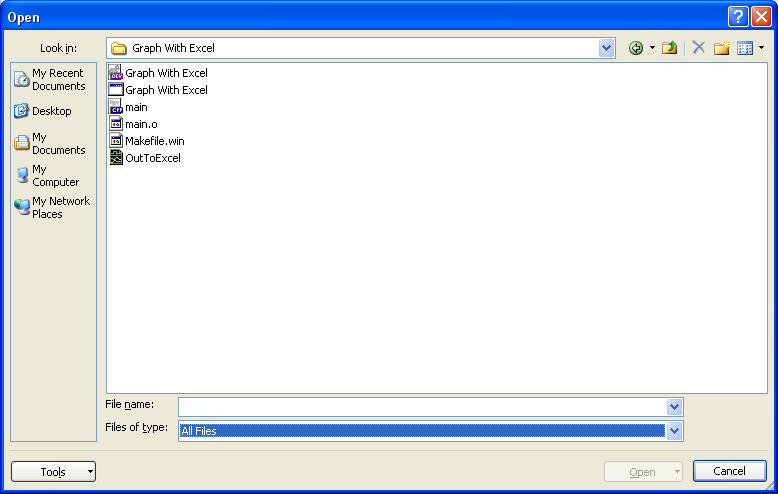 Open
Look in:
Graph With Excel
My Recent
Documents
Desktop
My
Documents
My
Computer
My Network
Places
Graph With Excel
Graph With Excel
main
main.o
Makefile.win
OutToExcel
File name:
Files of type:
All Files
Tools
Open
Cancel